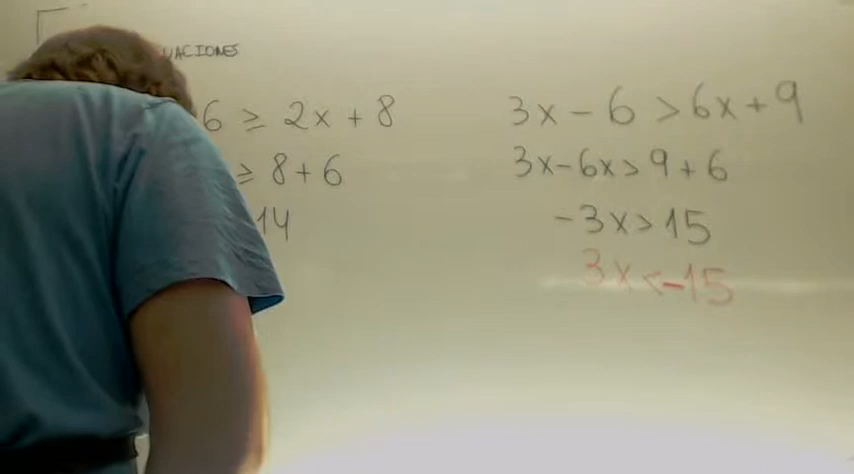 UACIONES
6 ≥ 2x + 8
≥ 8 + 6
14
3x - 6 > 6x + 9
3x - 6x > 9 + 6
-3x > 15
3x < -15